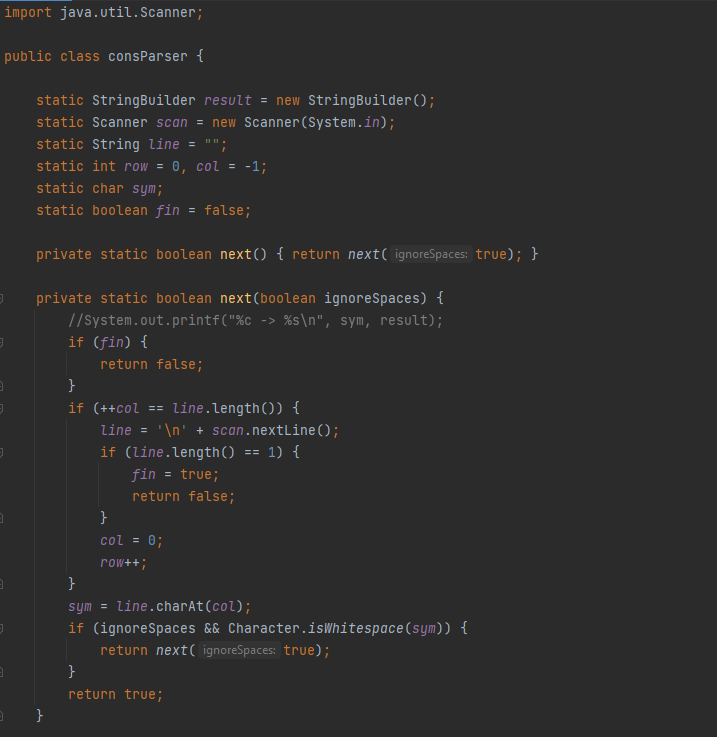 import java.util.Scanner;
public class consParser {
static StringBuilder result = new StringBuilder();
static Scanner scan = new Scanner(System.in);
static String line = "";
static int row = 0, col = -1;
static char sym;
static boolean fin = false;
private static boolean next() { return next( ignoreSpaces: true); }
private static boolean next(boolean ignoreSpaces) {
//System.out.printf("%c -> %s\n", sym, result);
if (fin) {
return false;
}
if (++col == line.length()) {
line = '\n' + scan.nextLine();
if (line.length() == 1) {
fin = true;
return false;
}
col = 0;
row++;
}
sym = line.charAt(col);
if (ignoreSpaces && Character.isWhitespace(sym)) {
return next( ignoreSpaces: true);
}
return true;
}